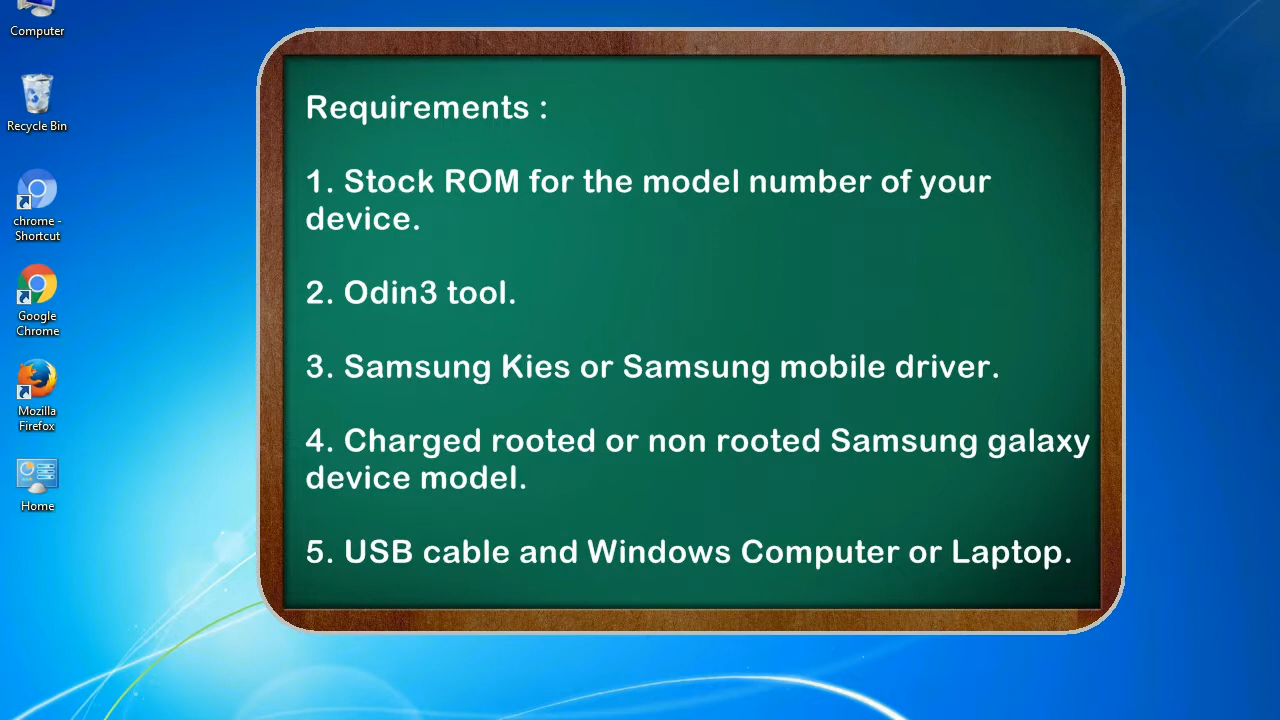 Computer
Recycle Bin
chrome -
Shortcut
Google
Chrome
Mozilla
Firefox
Home
Requirements :
1. Stock ROM for the model number of your
device.
2. Odin3 tool.
3. Samsung Kies or Samsung mobile driver.
4. Charged rooted or non rooted Samsung galaxy
device model.
5. USB cable and Windows Computer or Laptop.